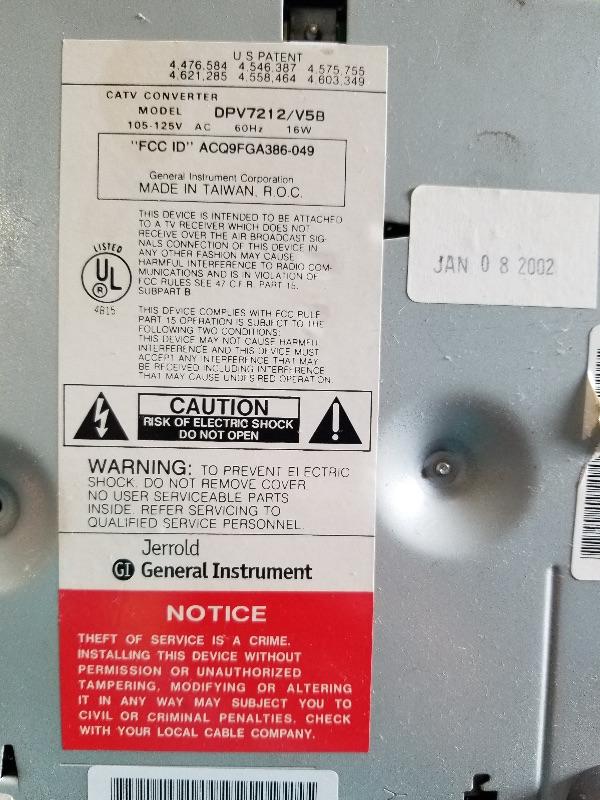 U S PATENT
4,476,584 4,546,387 4,575,755
4,621,285 4,558,464 4,603,349
CATV CONVERTER
MODEL DPV7212/V5B
105-125V AC 60Hz 16W
"FCC ID" ACQ9FGA386-049
General Instrument Corporation
MADE IN TAIWAN, R.O.C.
THIS DEVICE IS INTENDED TO BE ATTACHED
TO A TV RECEIVER WHICH DOES NOT
RECEIVE OVER THE AIR BROADCAST SIG-
NALS CONNECTION OF THIS DEVICE IN
ANY OTHER FASHION MAY CAUSE
HARMFUL INTERFERENCE TO RADIO COM-
MUNICATIONS AND IS IN VIOLATION OF
FCC RULES SEE 47 C.F.R. PART 15,
SUBPART B
LISTED
UL
®
4B15
THIS DEVICE COMPLIES WITH FCC RULE
PART 15 OPERATION IS SUBJECT TO THE
FOLLOWING TWO CONDITIONS:
THIS DEVICE MAY NOT CAUSE HARMFUL
INTERFERENCE AND THIS DEVICE MUST
ACCEPT ANY INTERFERENCE THAT MAY
BE RECEIVED INCLUDING INTERFERENCE
THAT MAY CAUSE UNDESIRED OPERATION.
CAUTION
RISK OF ELECTRIC SHOCK
DO NOT OPEN
WARNING: TO PREVENT ELECTRIC
SHOCK, DO NOT REMOVE COVER
NO USER SERVICEABLE PARTS
INSIDE. REFER SERVICING TO
QUALIFIED SERVICE PERSONNEL.
Jerrold
GI General Instrument
NOTICE
THEFT OF SERVICE IS A CRIME.
INSTALLING THIS DEVICE WITHOUT
PERMISSION OR UNAUTHORIZED
TAMPERING, MODIFYING OR ALTERING
IT IN ANY WAY MAY SUBJECT YOU TO
CIVIL OR CRIMINAL PENALTIES. CHECK
WITH YOUR LOCAL CABLE COMPANY.
JAN 08 2002